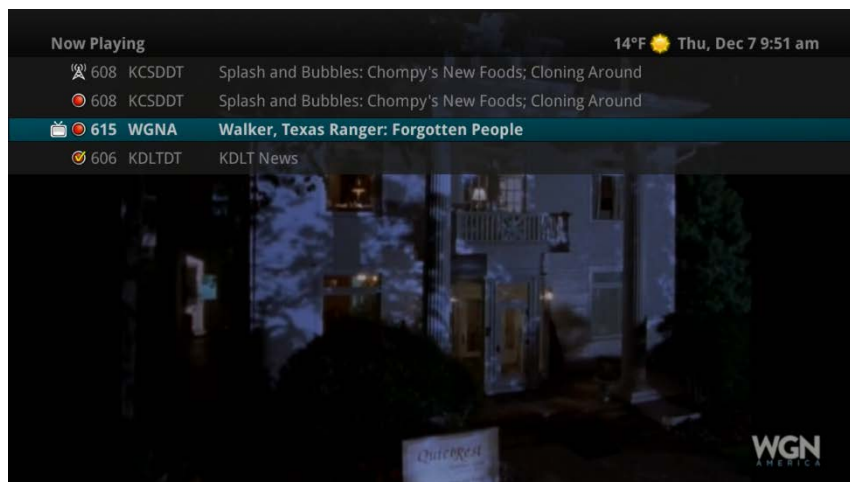 Now Playing 14°F Thu, Dec 7 9:51 am
608 KCSDDT Splash and Bubbles: Chompy's New Foods; Cloning Around
608 KCSDDT Splash and Bubbles: Chompy's New Foods; Cloning Around
615 WGNA Walker, Texas Ranger: Forgotten People
606 KDLTDT KDLT News
WGN
AMERICA